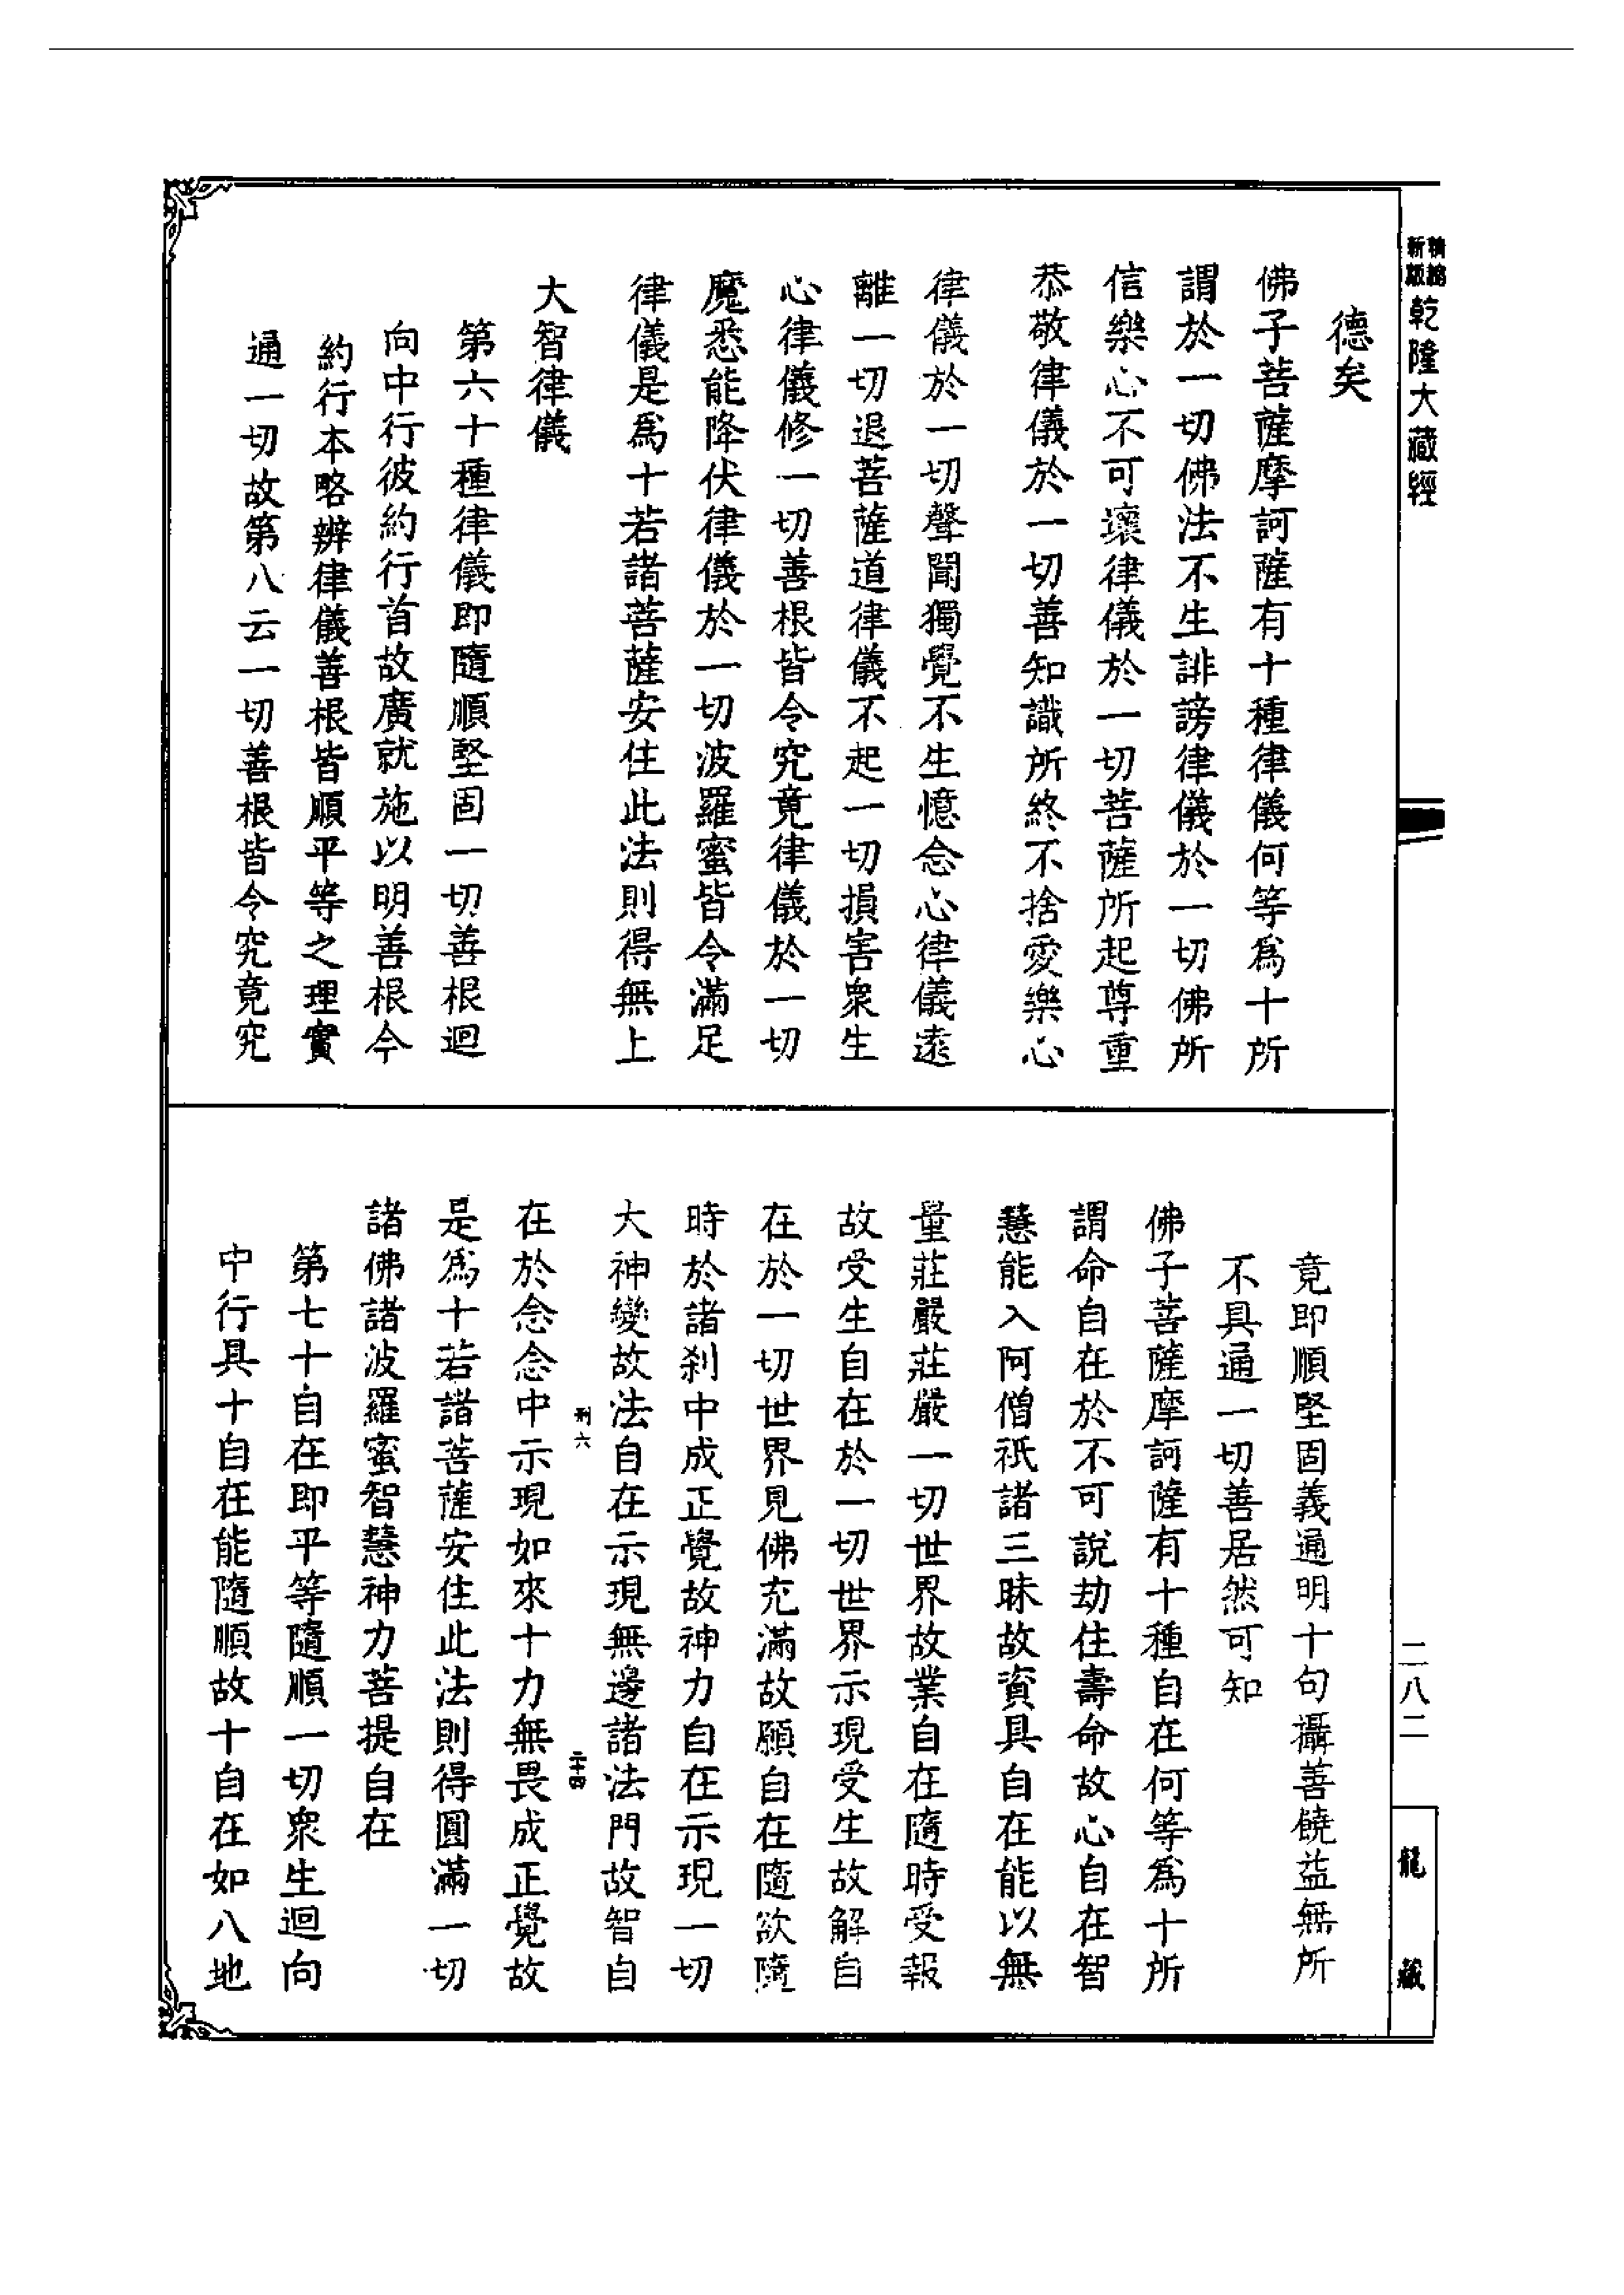 精縮新版乾隆大藏經
德矣
佛子菩薩摩訶薩有十種律儀何等爲十所
謂於一切佛法不生誹謗律儀於一切佛所
信樂心不可壞律儀於一切菩薩所起尊重
恭敬律儀於一切善知識所終不捨愛樂心
律儀於一切聲聞獨覺不生憶念心律儀遠
離一切退菩薩道律儀不起一切損害衆生
心律儀修一切善根皆令究竟律儀於一切
魔悉能降伏律儀於一切波羅蜜皆令滿足
律儀是爲十若諸菩薩安住此法則得無上
大智律儀
第六十種律儀即隨順堅固一切善根迴
向中行彼約行首故廣就施以明善根今
約行本略辨律儀善根皆順平等之理實
通一切故第八云一切善根皆令究竟究
竟即順堅固義通明十句攝善饒益無所
不具通一切善居然可知
佛子菩薩摩訶薩有十種自在何等爲十所
謂命自在於不可說劫住壽命故心自在智
慧能入阿僧祇諸三昧故資具自在能以無
量莊嚴莊嚴一切世界故業自在隨時受報
故受生自在於一切世界示現受生故解自
在於一切世界見佛充滿故願自在隨欲隨
時於諸刹中成正覺故神力自在示現一切
大神變故法自在示現無邊諸法門故智自
刑六 二十四
在於念念中示現如來十力無畏成正覺故
是爲十若諸菩薩安住此法則得圓滿一切
諸佛諸波羅蜜智慧神力菩提自在
第七十自在即平等隨順一切衆生迴向
中行具十自在能隨順故十自在如八地
二八二
龍藏